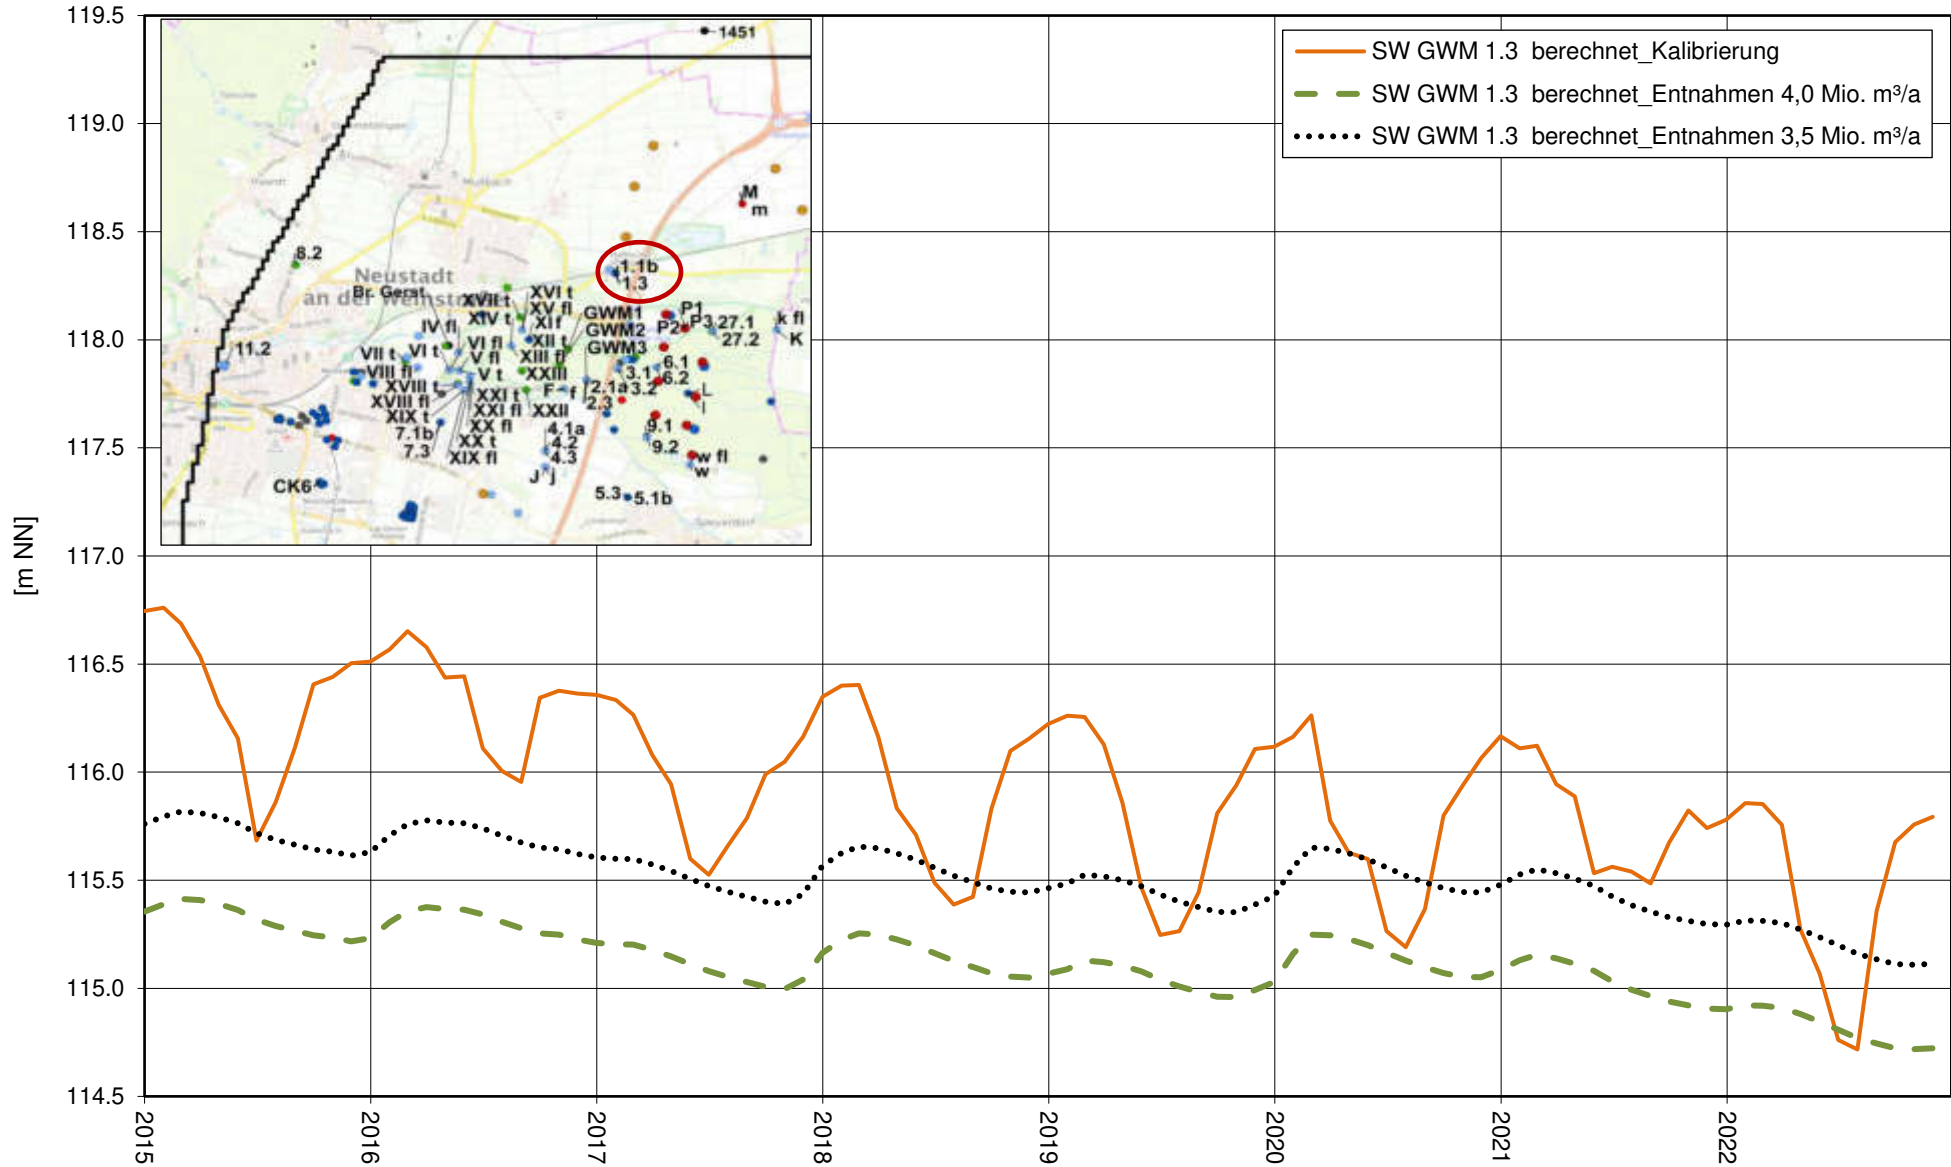 119.5
119.0
118.5
118.0
117.5
117.0
116.5
116.0
115.5
115.0
114.5
[m NN]
SW GWM 1.3 berechnet_Kalibrierung
SW GWM 1.3 berechnet_Entnahmen 4,0 Mio. m³/a
SW GWM 1.3 berechnet_Entnahmen 3,5 Mio. m³/a
1451
M
m
8.2
1.1b
1.3
Neustadt
an der Weinstraße
Br. Gerst
XVI t
XVII t
XV fl
XIV t
XI f
IV fl
XII t
VI fl
XIII fl
VII t
VI t
V fl
VIII fl
V t
XXIII
XVIII t
XVIII fl
XXI t
XIX t
XXI fl
XXII
XX fl
7.1b
XX t
7.3
XIX fl
GWM1
GWM2
GWM3
P1
P2
P3
27.1
27.2
k fl
K
11.2
6.1
6.2
3.1
3.2
F
f
2.1a
2.3
L
l
4.1a
4.2
4.3
J
j
9.1
9.2
w fl
w
CK6
5.3
5.1b
2015
2016
2017
2018
2019
2020
2021
2022